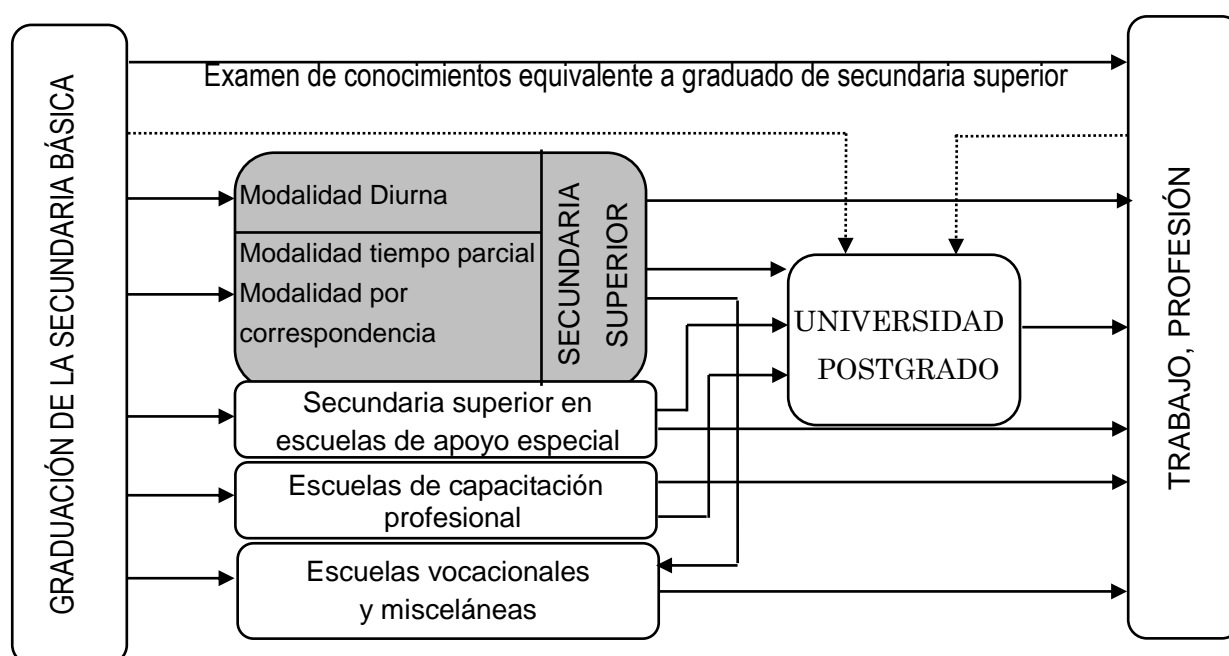 GRADUACIÓN DE LA SECUNDARIA BÁSICA
Examen de conocimientos equivalente a graduado de secundaria superior
Modalidad Diurna
Modalidad tiempo parcial
Modalidad por
correspondencia
SECUNDARIA
SUPERIOR
Secundaria superior en
escuelas de apoyo especial
Escuelas de capacitación
profesional
Escuelas vocacionales
y misceláneas
UNIVERSIDAD
POSTGRADO
TRABAJO, PROFESIÓN